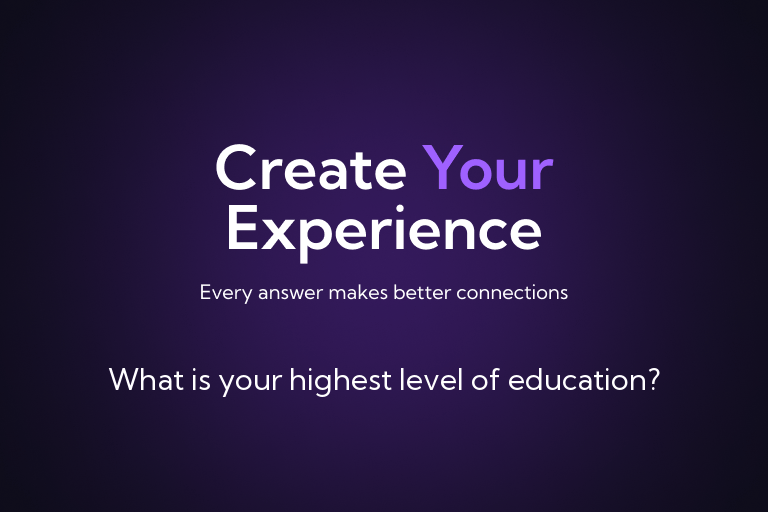 Create Your
Experience
Every answer makes better connections
What is your highest level of education?